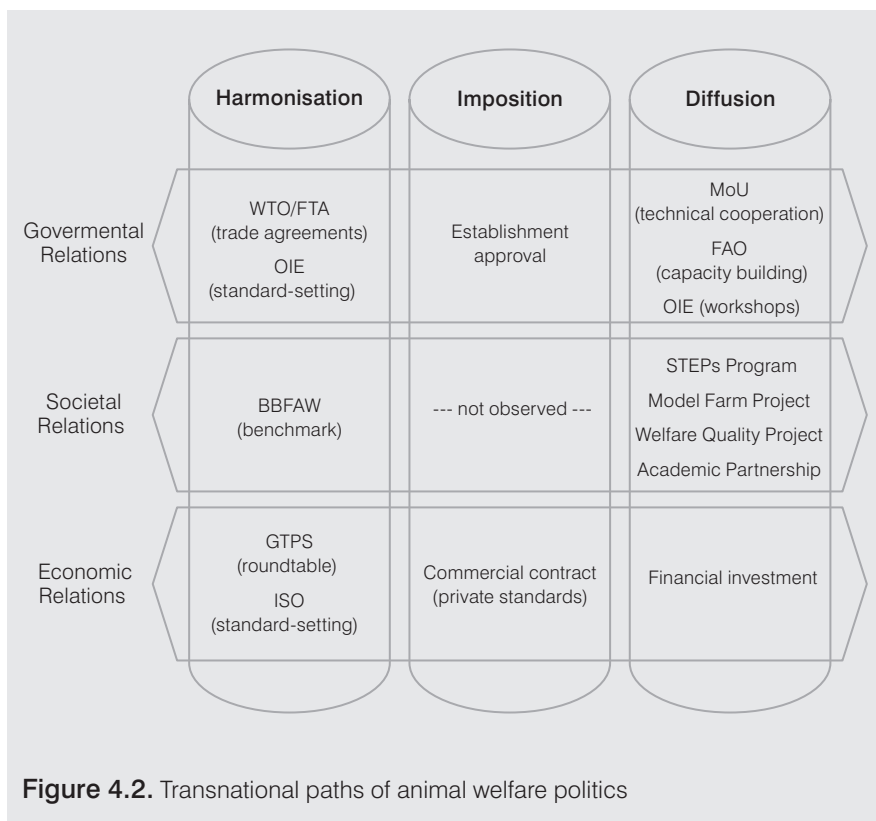 Harmonisation
Imposition
Diffusion
Govermental
Relations
WTO/FTA
(trade agreements)
OIE
(standard-setting)
Establishment
approval
MoU
(technical cooperation)
FAO
(capacity building)
OIE (workshops)
Societal
Relations
BBFAW
(benchmark)
--- not observed ---
STEPs Program
Model Farm Project
Welfare Quality Project
Academic Partnership
Economic
Relations
GTPS
(roundtable)
ISO
(standard-setting)
Commercial contract
(private standards)
Financial investment
Figure 4.2. Transnational paths of animal welfare politics